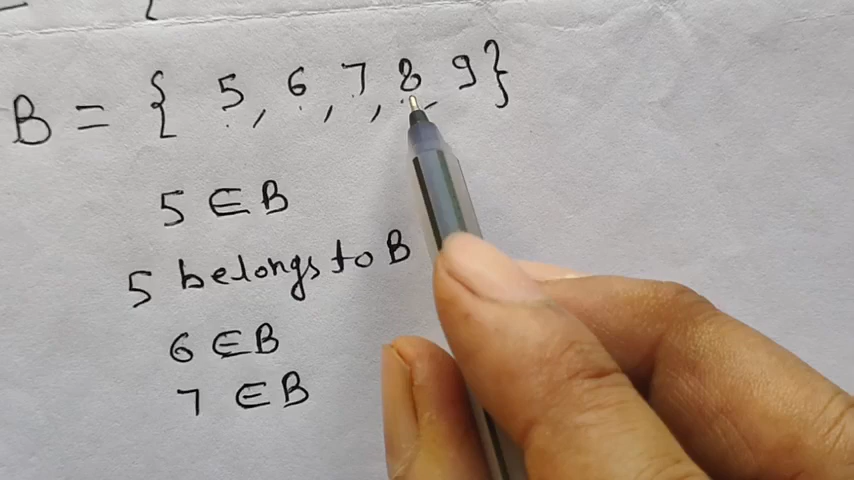 B = { 5, 6, 7, 8, 9}
5 ∈ B
5 belongs to B
6 ∈ B
7 ∈ B